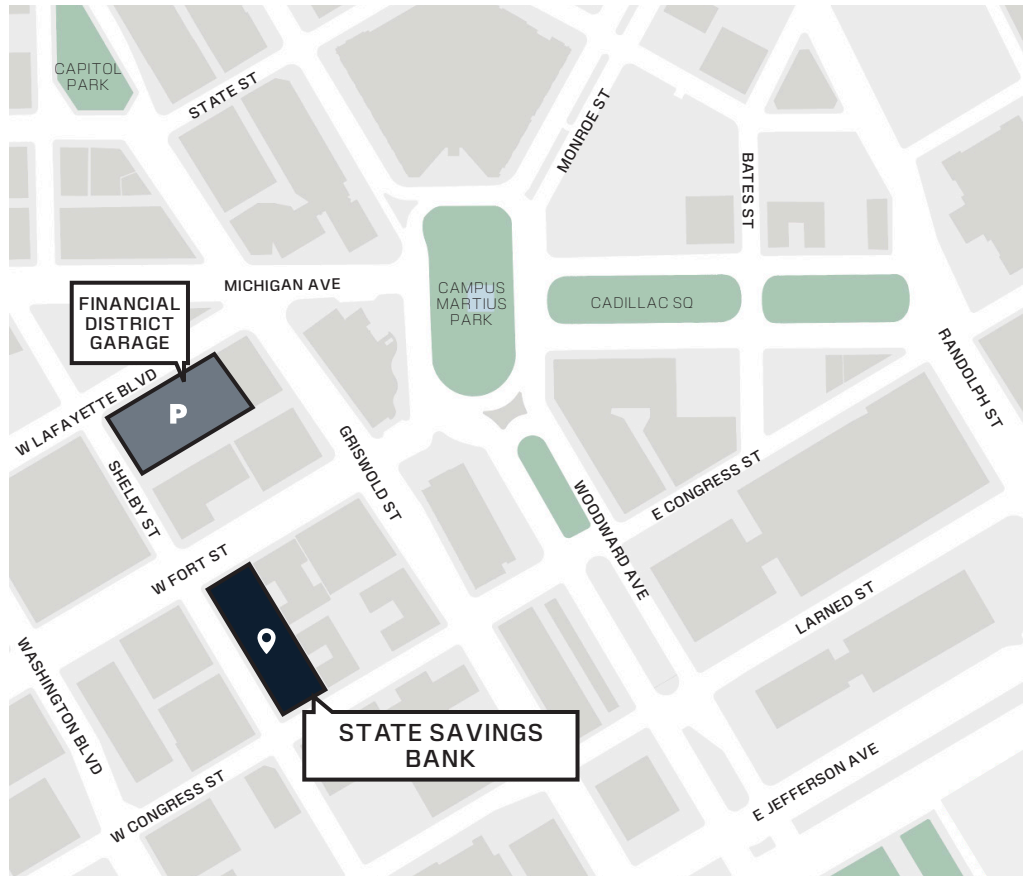 CAPITOL
PARK
STATE ST
MONROE ST
BATES ST
MICHIGAN AVE
CAMPUS
MARTIUS
PARK
CADILLAC SQ
FINANCIAL
DISTRICT
GARAGE
RANDOLPH ST
W LAFAYETTE BLVD
P
SHELBY ST
GRISWOLD ST
WOODWARD AVE
E CONGRESS ST
W FORT ST
LARNED ST
WASHINGTON BLVD
STATE SAVINGS
BANK
W CONGRESS ST
E JEFFERSON AVE